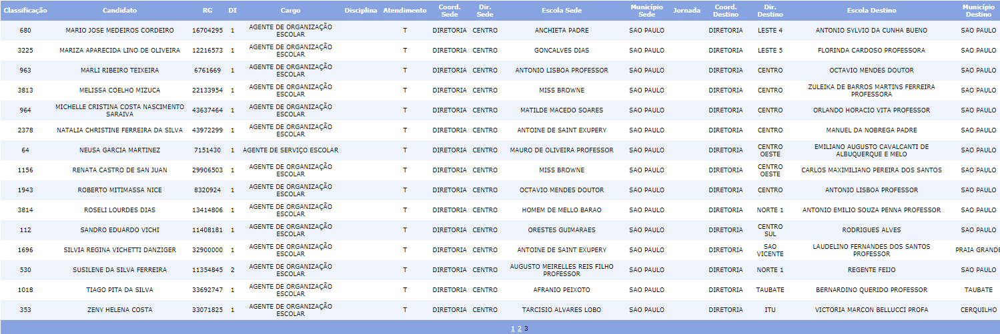 Classificação Candidato RG DI Cargo Disciplina Atendimento Coord. Sede Dir. Sede Escola Sede Município Sede Jornada Coord. Destino Dir. Destino Escola Destino Município Destino
680 MARIO JOSE MEDEIROS CORDEIRO 16704295 1 AGENTE DE ORGANIZAÇÃO ESCOLAR T DIRETORIA CENTRO ANCHIETA PADRE SAO PAULO DIRETORIA LESTE 4 ANTONIO SYLVIO DA CUNHA BUENO SAO PAULO
3225 MARIZA APARECIDA LINO DE OLIVEIRA 12216573 1 AGENTE DE ORGANIZAÇÃO ESCOLAR T DIRETORIA CENTRO GONCALVES DIAS SAO PAULO DIRETORIA LESTE 5 FLORINDA CARDOSO PROFESSORA SAO PAULO
963 MARLI RIBEIRO TEIXEIRA 6761669 1 AGENTE DE ORGANIZAÇÃO ESCOLAR T DIRETORIA CENTRO ANTONIO LISBOA PROFESSOR SAO PAULO DIRETORIA CENTRO OCTAVIO MENDES DOUTOR SAO PAULO
3813 MELISSA COELHO MIZUCA 22133954 1 AGENTE DE ORGANIZAÇÃO ESCOLAR T DIRETORIA CENTRO MISS BROWNE SAO PAULO DIRETORIA CENTRO ZULEIKA DE BARROS MARTINS FERREIRA PROFESSORA SAO PAULO
964 MICHELLE CRISTINA COSTA NASCIMENTO SARAIVA 43637464 1 AGENTE DE ORGANIZAÇÃO ESCOLAR T DIRETORIA CENTRO MATILDE MACEDO SOARES SAO PAULO DIRETORIA CENTRO ORLANDO HORACIO VITA PROFESSOR SAO PAULO
2378 NATALIA CHRISTINE FERREIRA DA SILVA 43972299 1 AGENTE DE ORGANIZAÇÃO ESCOLAR T DIRETORIA CENTRO ANTOINE DE SAINT EXUPERY SAO PAULO DIRETORIA CENTRO MANUEL DA NOBREGA PADRE SAO PAULO
64 NEUSA GARCIA MARTINEZ 7151430 1 AGENTE DE SERVIÇO ESCOLAR T DIRETORIA CENTRO MAURO DE OLIVEIRA PROFESSOR SAO PAULO DIRETORIA CENTRO OESTE EMILIANO AUGUSTO CAVALCANTI DE ALBUQUERQUE E MELO SAO PAULO
1156 RENATA CASTRO DE SAN JUAN 29906503 1 AGENTE DE ORGANIZAÇÃO ESCOLAR T DIRETORIA CENTRO MISS BROWNE SAO PAULO DIRETORIA CENTRO OESTE CARLOS MAXIMILIANO PEREIRA DOS SANTOS SAO PAULO
1943 ROBERTO MITIMASSA NICE 8320924 1 AGENTE DE ORGANIZAÇÃO ESCOLAR T DIRETORIA CENTRO OCTAVIO MENDES DOUTOR SAO PAULO DIRETORIA CENTRO ANTONIO LISBOA PROFESSOR SAO PAULO
3814 ROSELI LOURDES DIAS 13414806 1 AGENTE DE ORGANIZAÇÃO ESCOLAR T DIRETORIA CENTRO HOMEM DE MELLO BARAO SAO PAULO DIRETORIA NORTE 1 ANTONIO EMILIO SOUZA PENNA PROFESSOR SAO PAULO
112 SANDRO EDUARDO VICHI 11408181 1 AGENTE DE ORGANIZAÇÃO ESCOLAR T DIRETORIA CENTRO ORESTES GUIMARAES SAO PAULO DIRETORIA CENTRO SUL RODRIGUES ALVES SAO PAULO
1696 SILVIA REGINA VICHETTI DANZIGER 32900000 1 AGENTE DE ORGANIZAÇÃO ESCOLAR T DIRETORIA CENTRO ANTOINE DE SAINT EXUPERY SAO PAULO DIRETORIA SAO VICENTE LAUDELINO FERNANDES DOS SANTOS PROFESSOR PRAIA GRANDE
530 SUSILENE DA SILVA FERREIRA 11354845 2 AGENTE DE ORGANIZAÇÃO ESCOLAR T DIRETORIA CENTRO AUGUSTO MEIRELLES REIS FILHO PROFESSOR SAO PAULO DIRETORIA NORTE 1 REGENTE FEIJO SAO PAULO
1018 TIAGO PITA DA SILVA 33692747 1 AGENTE DE ORGANIZAÇÃO ESCOLAR T DIRETORIA CENTRO AFRANIO PEIXOTO SAO PAULO DIRETORIA TAUBATE BERNARDINO QUERIDO PROFESSOR TAUBATE
353 ZENY HELENA COSTA 33071825 1 AGENTE DE ORGANIZAÇÃO ESCOLAR T DIRETORIA CENTRO TARCISIO ALVARES LOBO SAO PAULO DIRETORIA ITU VICTORIA MARCON BELLUCCI PROFA CERQUILHO
1 2 3